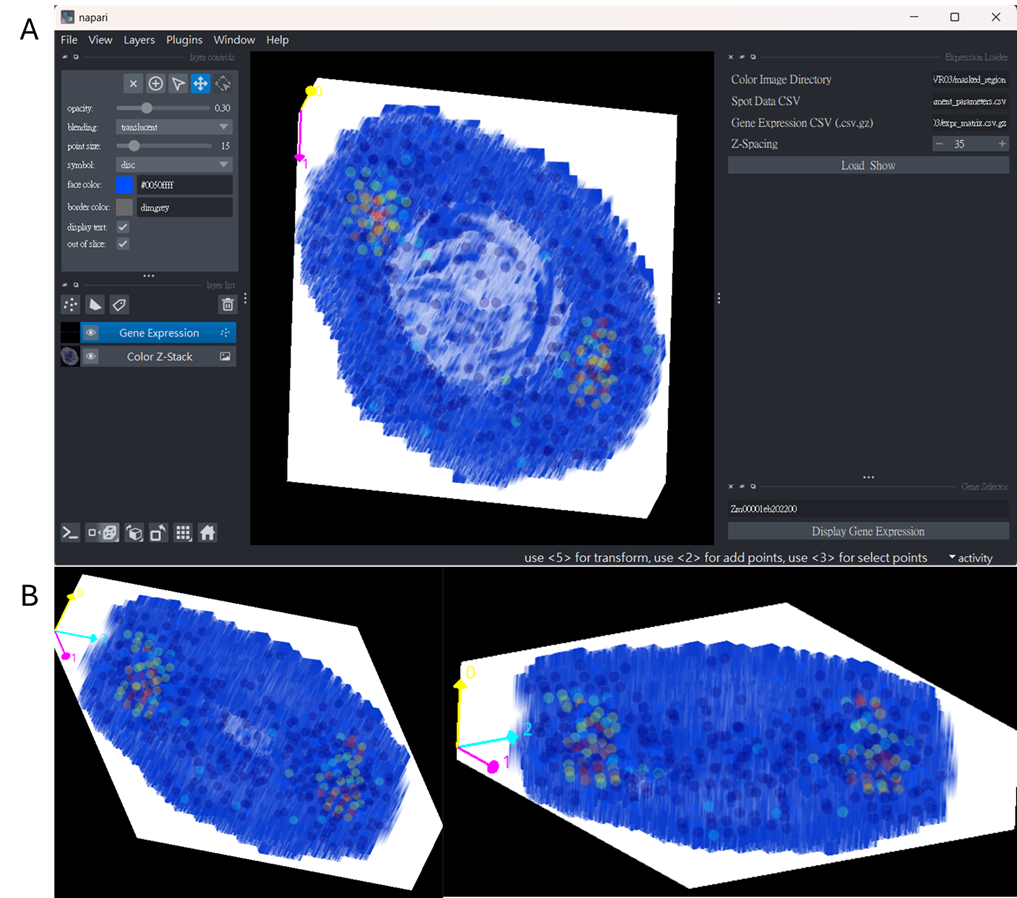 A
napari
File View Layers Plugins Window Help
layer controls
Expression Loader
opacity: 0.30
blending: translucent
point size: 15
symbol: disc
face color: #0050ffff
border color: dimgrey
display text:
out of slice:
layer list
Gene Expression
Color Z-Stack
0
1
Color Image Directory VR03/masked_region
Spot Data CSV ment_parameters.csv
Gene Expression CSV (.csv.gz) 03/expr_matrix.csv.gz
Z-Spacing 35
Load Show
Gene Selector
Zm00001eb202200
Display Gene Expression
use <5> for transform, use <2> for add points, use <3> for select points activity
B
0
1
0
2
1